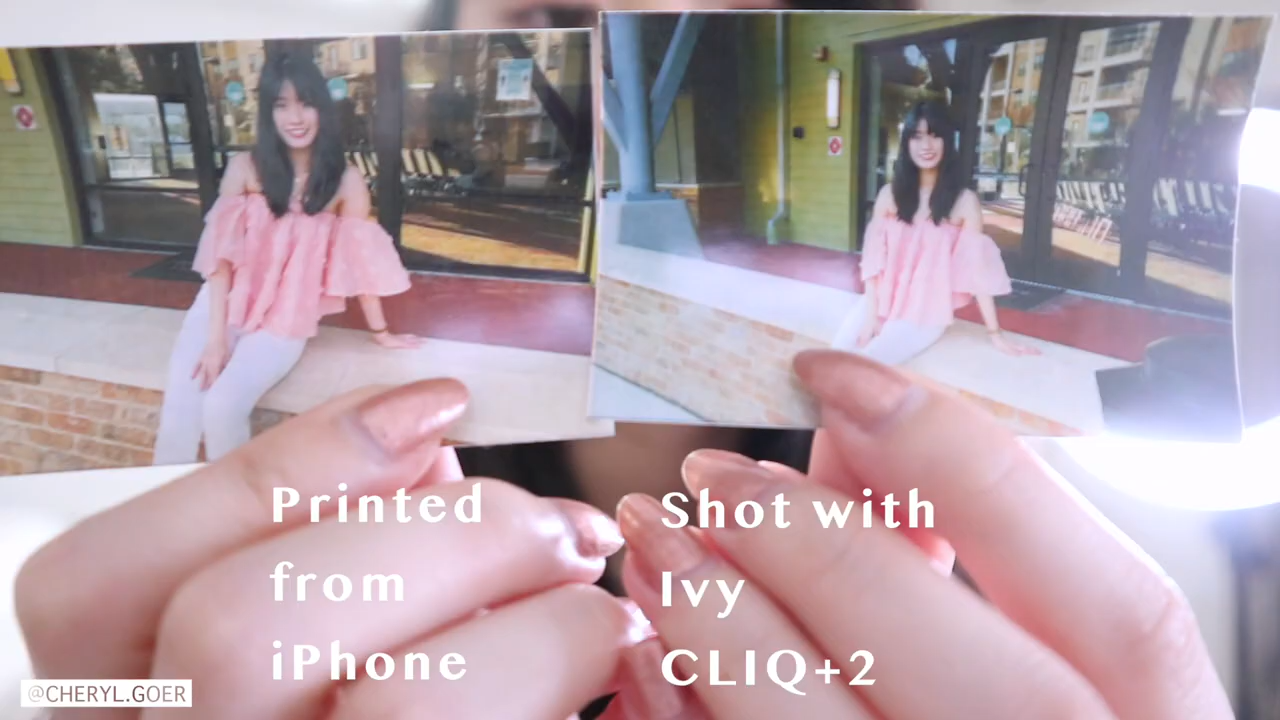 Printed
from
iPhone
Shot with
Ivy
CLIQ+2
@CHERYL.GOER